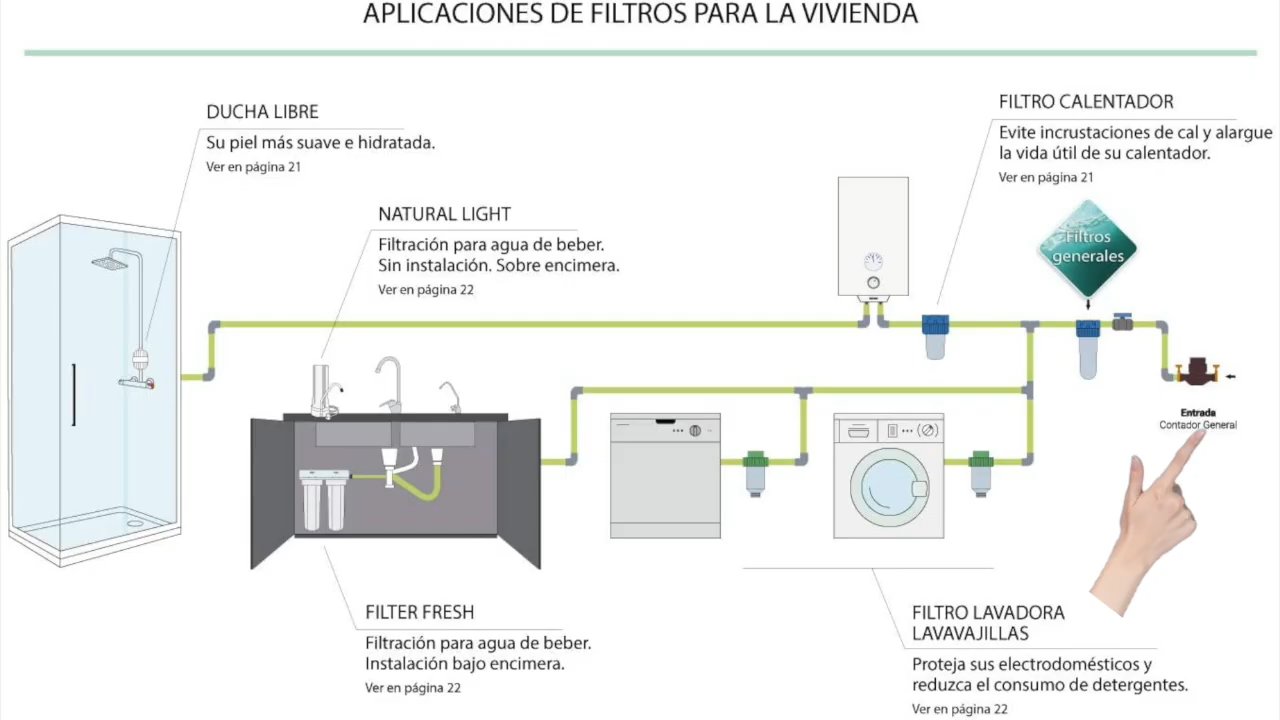 APLICACIONES DE FILTROS PARA LA VIVIENDA
DUCHA LIBRE
Su piel más suave e hidratada.
Ver en página 21
NATURAL LIGHT
Filtración para agua de beber.
Sin instalación. Sobre encimera.
Ver en página 22
FILTRO CALENTADOR
Evite incrustaciones de cal y alargue
la vida útil de su calentador.
Ver en página 21
Filtros
generales
Entrada
Contador General
FILTER FRESH
Filtración para agua de beber.
Instalación bajo encimera.
Ver en página 22
FILTRO LAVADORA
LAVAVAJILLAS
Proteja sus electrodomésticos y
reduzca el consumo de detergentes.
Ver en página 22